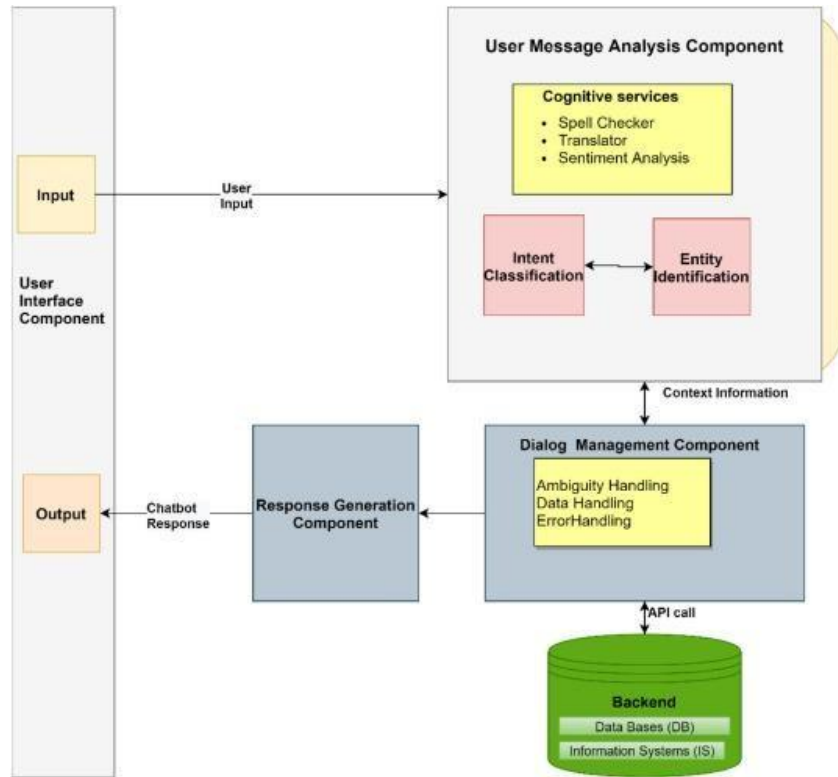 User Message Analysis Component
Cognitive services
• Spell Checker
• Translator
• Sentiment Analysis
Input
User
Input
Intent
Classification
Entity
Identification
User
Interface
Component
Context Information
Dialog Management Component
Ambiguity Handling
Data Handling
ErrorHandling
Response Generation
Component
Chatbot
Response
Output
API call
Backend
Data Bases (DB)
Information Systems (IS)